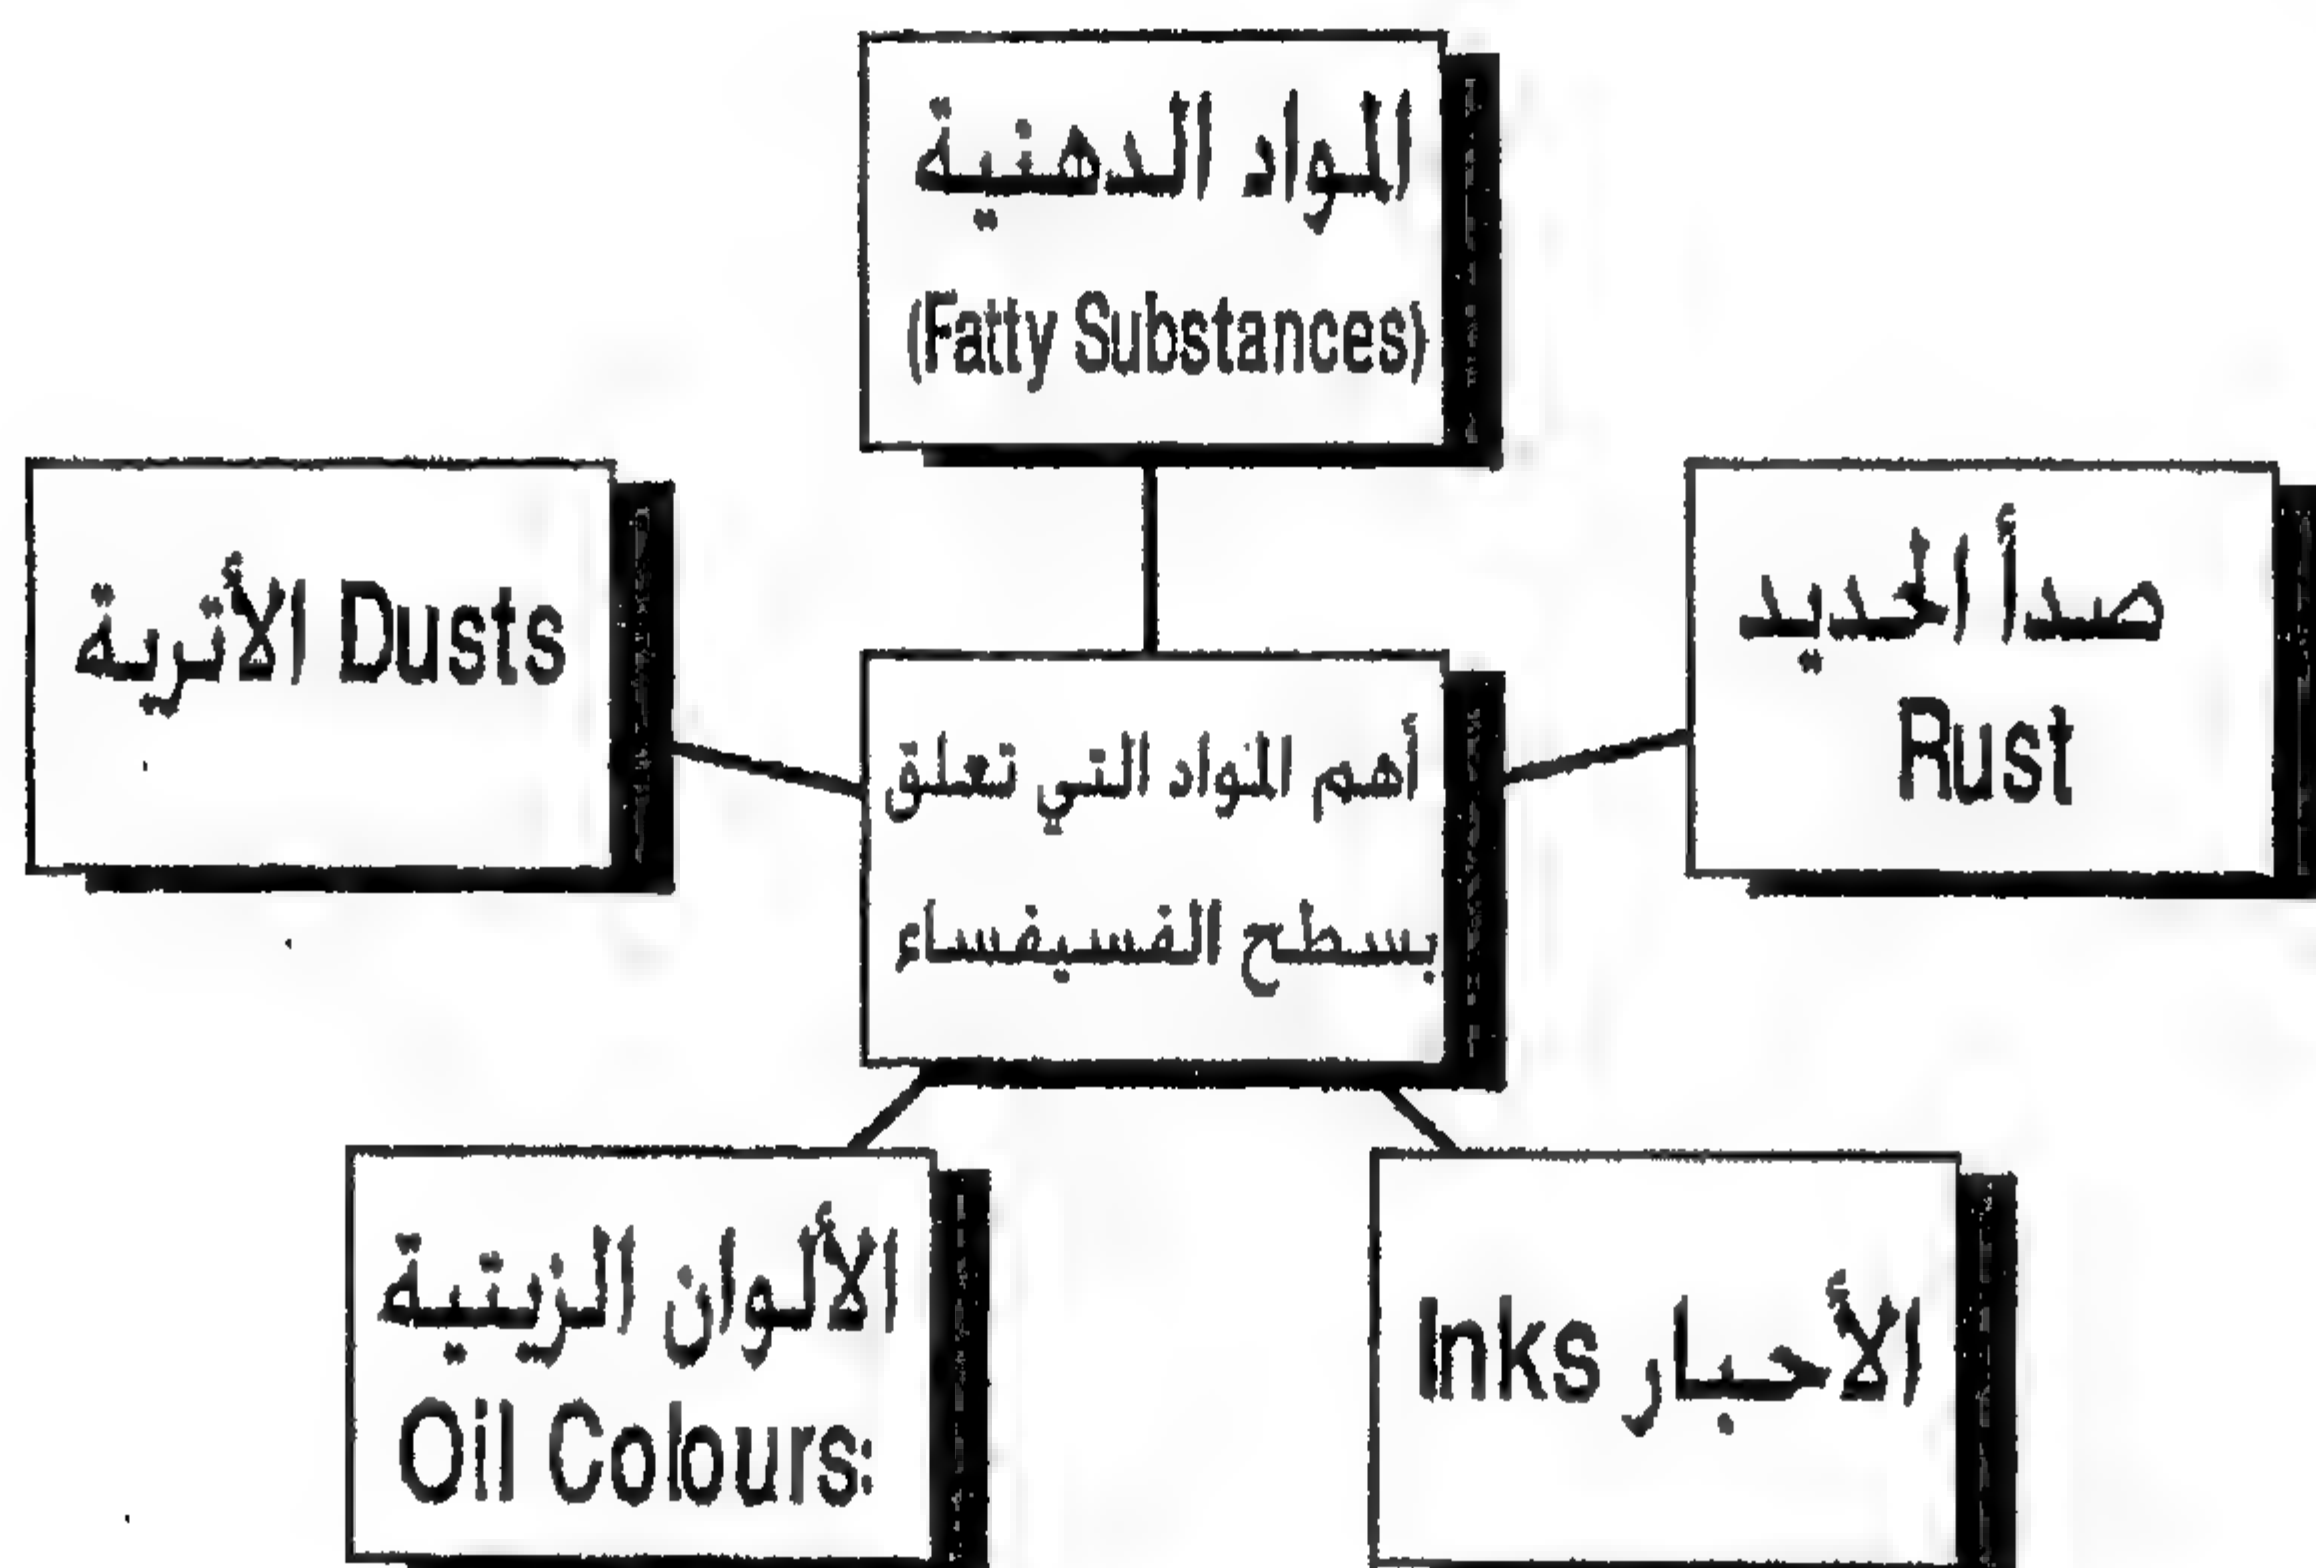 المواد الدهنية
(Fatty Substances)
صدأ الحديد
Rust
الأتربة Dusts
أهم المواد التي تعلق
بسطح الفسيفساء
الألوان الزيتية
Oil Colours:
الأحبار Inks